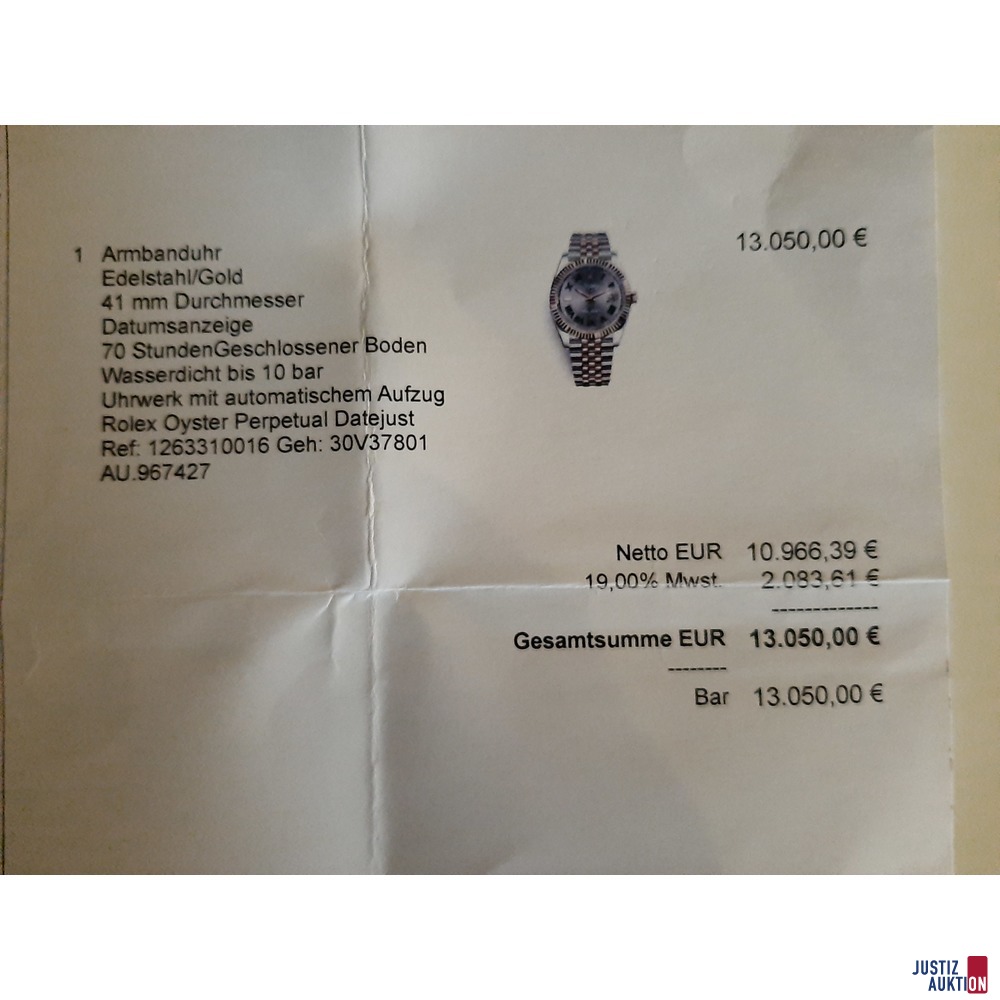 13.050,00 €
1 Armbanduhr
Edelstahl/Gold
41 mm Durchmesser
Datumsanzeige
70 StundenGeschlossener Boden
Wasserdicht bis 10 bar
Uhrwerk mit automatischem Aufzug
Rolex Oyster Perpetual Datejust
Ref: 1263310016 Geh: 30V37801
AU.967427
Netto EUR 10.966,39 €
19,00% Mwst. 2.083,61 €
-------------
Gesamtsumme EUR 13.050,00 €
--------
Bar 13.050,00 €
JUSTIZ
AUKTION